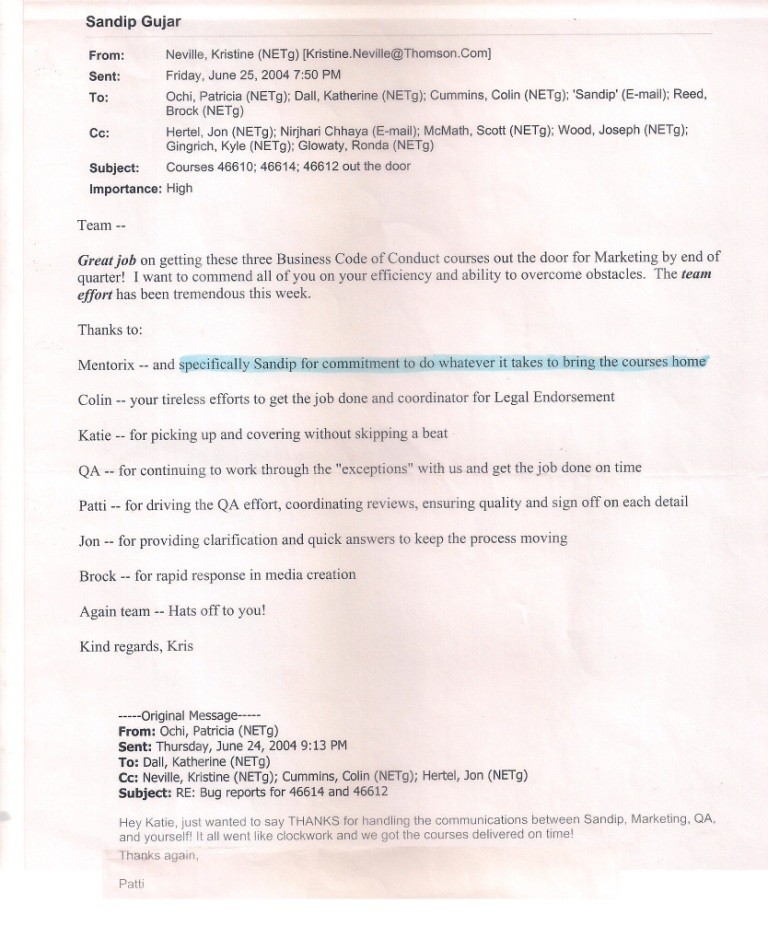 Sandip Gujar
From: Neville, Kristine (NETg) [Kristine.Neville@Thomson.Com]
Sent: Friday, June 25, 2004 7:50 PM
To: Ochi, Patricia (NETg); Dall, Katherine (NETg); Cummins, Colin (NETg); 'Sandip' (E-mail); Reed,
Brock (NETg)
Cc: Hertel, Jon (NETg); Nirjhari Chhaya (E-mail); McMath, Scott (NETg); Wood, Joseph (NETg);
Gingrich, Kyle (NETg); Glowaty, Ronda (NETg)
Subject: Courses 46610; 46614; 46612 out the door
Importance: High
Team --
Great job on getting these three Business Code of Conduct courses out the door for Marketing by end of
quarter! I want to commend all of you on your efficiency and ability to overcome obstacles. The team
effort has been tremendous this week.
Thanks to:
Mentorix -- and specifically Sandip for commitment to do whatever it takes to bring the courses home
Colin -- your tireless efforts to get the job done and coordinator for Legal Endorsement
Katie -- for picking up and covering without skipping a beat
QA -- for continuing to work through the "exceptions" with us and get the job done on time
Patti -- for driving the QA effort, coordinating reviews, ensuring quality and sign off on each detail
Jon -- for providing clarification and quick answers to keep the process moving
Brock -- for rapid response in media creation
Again team -- Hats off to you!
Kind regards, Kris
-----Original Message-----
From: Ochi, Patricia (NETg)
Sent: Thursday, June 24, 2004 9:13 PM
To: Dall, Katherine (NETg)
Cc: Neville, Kristine (NETg); Cummins, Colin (NETg); Hertel, Jon (NETg)
Subject: RE: Bug reports for 46614 and 46612
Hey Katie, just wanted to say THANKS for handling the communications between Sandip, Marketing, QA,
and yourself! It all went like clockwork and we got the courses delivered on time!
Thanks again,
Patti